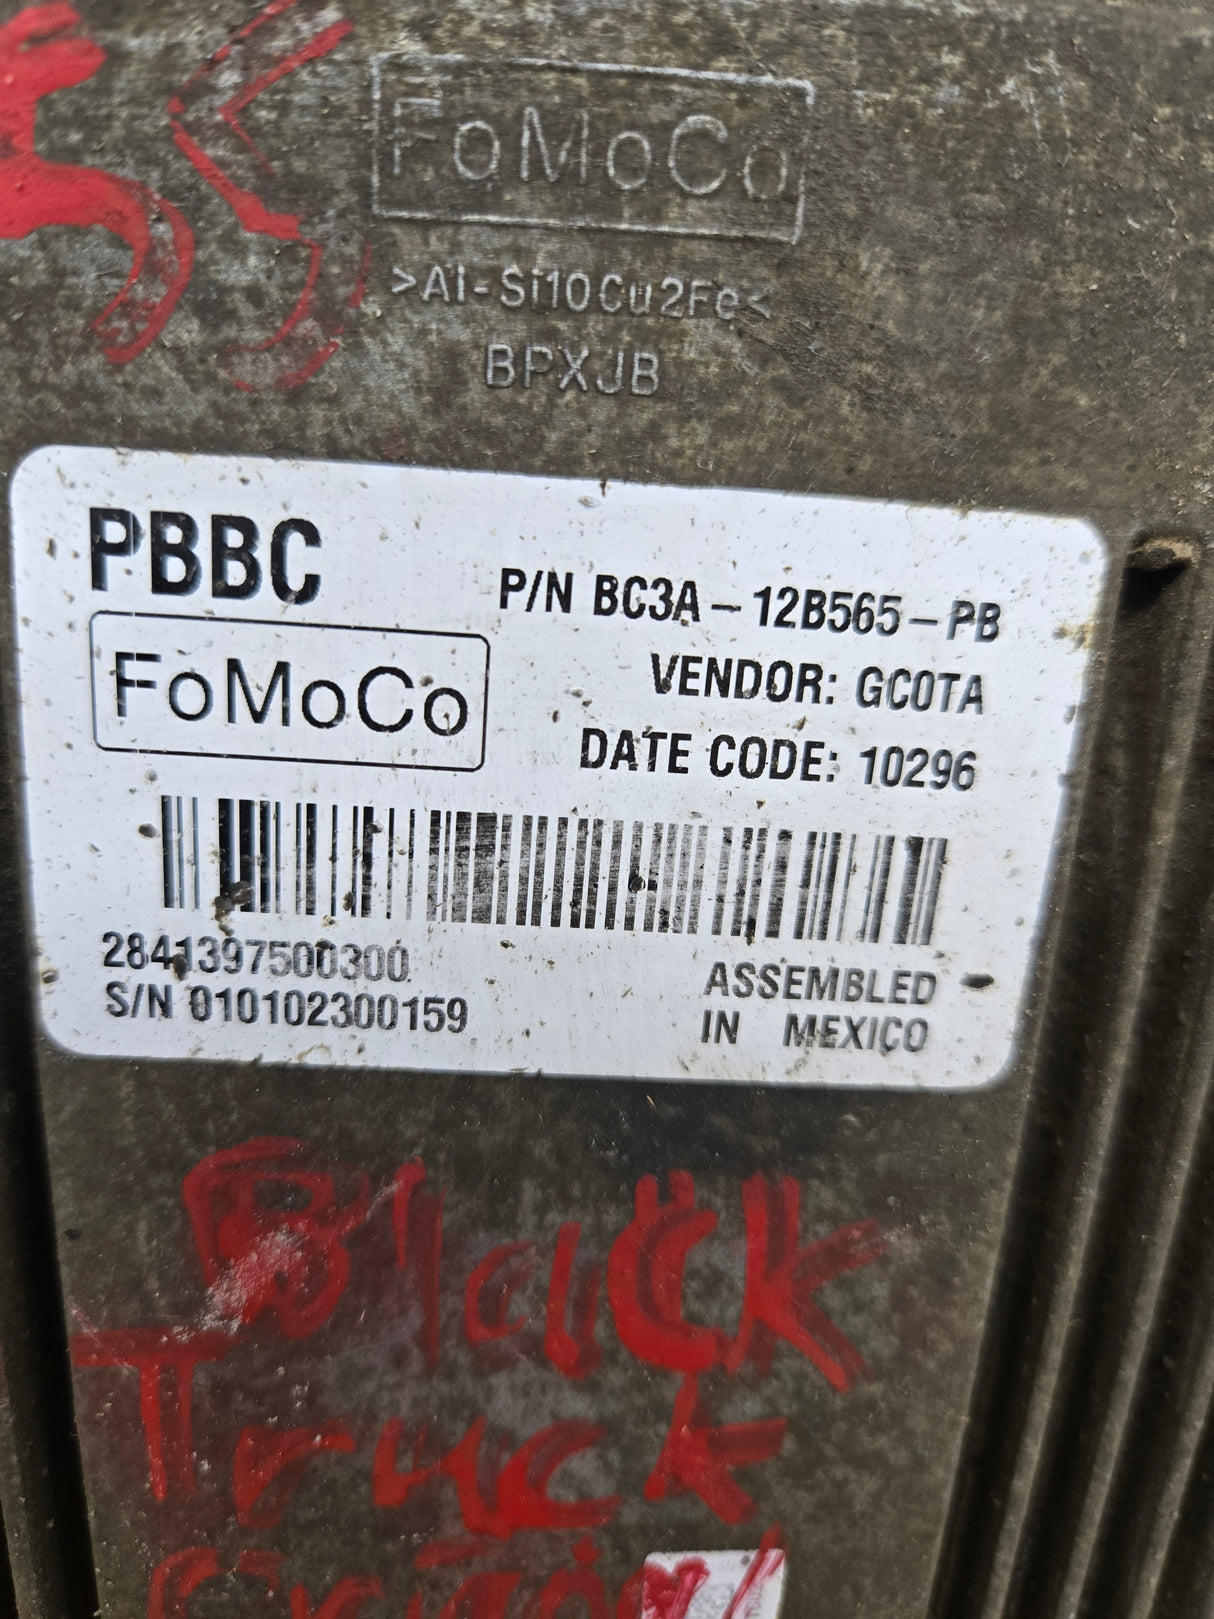 FoMoCo
>Al-Si10Cu2Fe<
BPXJB
PBBC
P/N BC3A-12B565-PB
FoMoCo
VENDOR: GC0TA
DATE CODE: 10296
2841397500300
S/N 010102300159
ASSEMBLED
IN MEXICO
Black
Truck